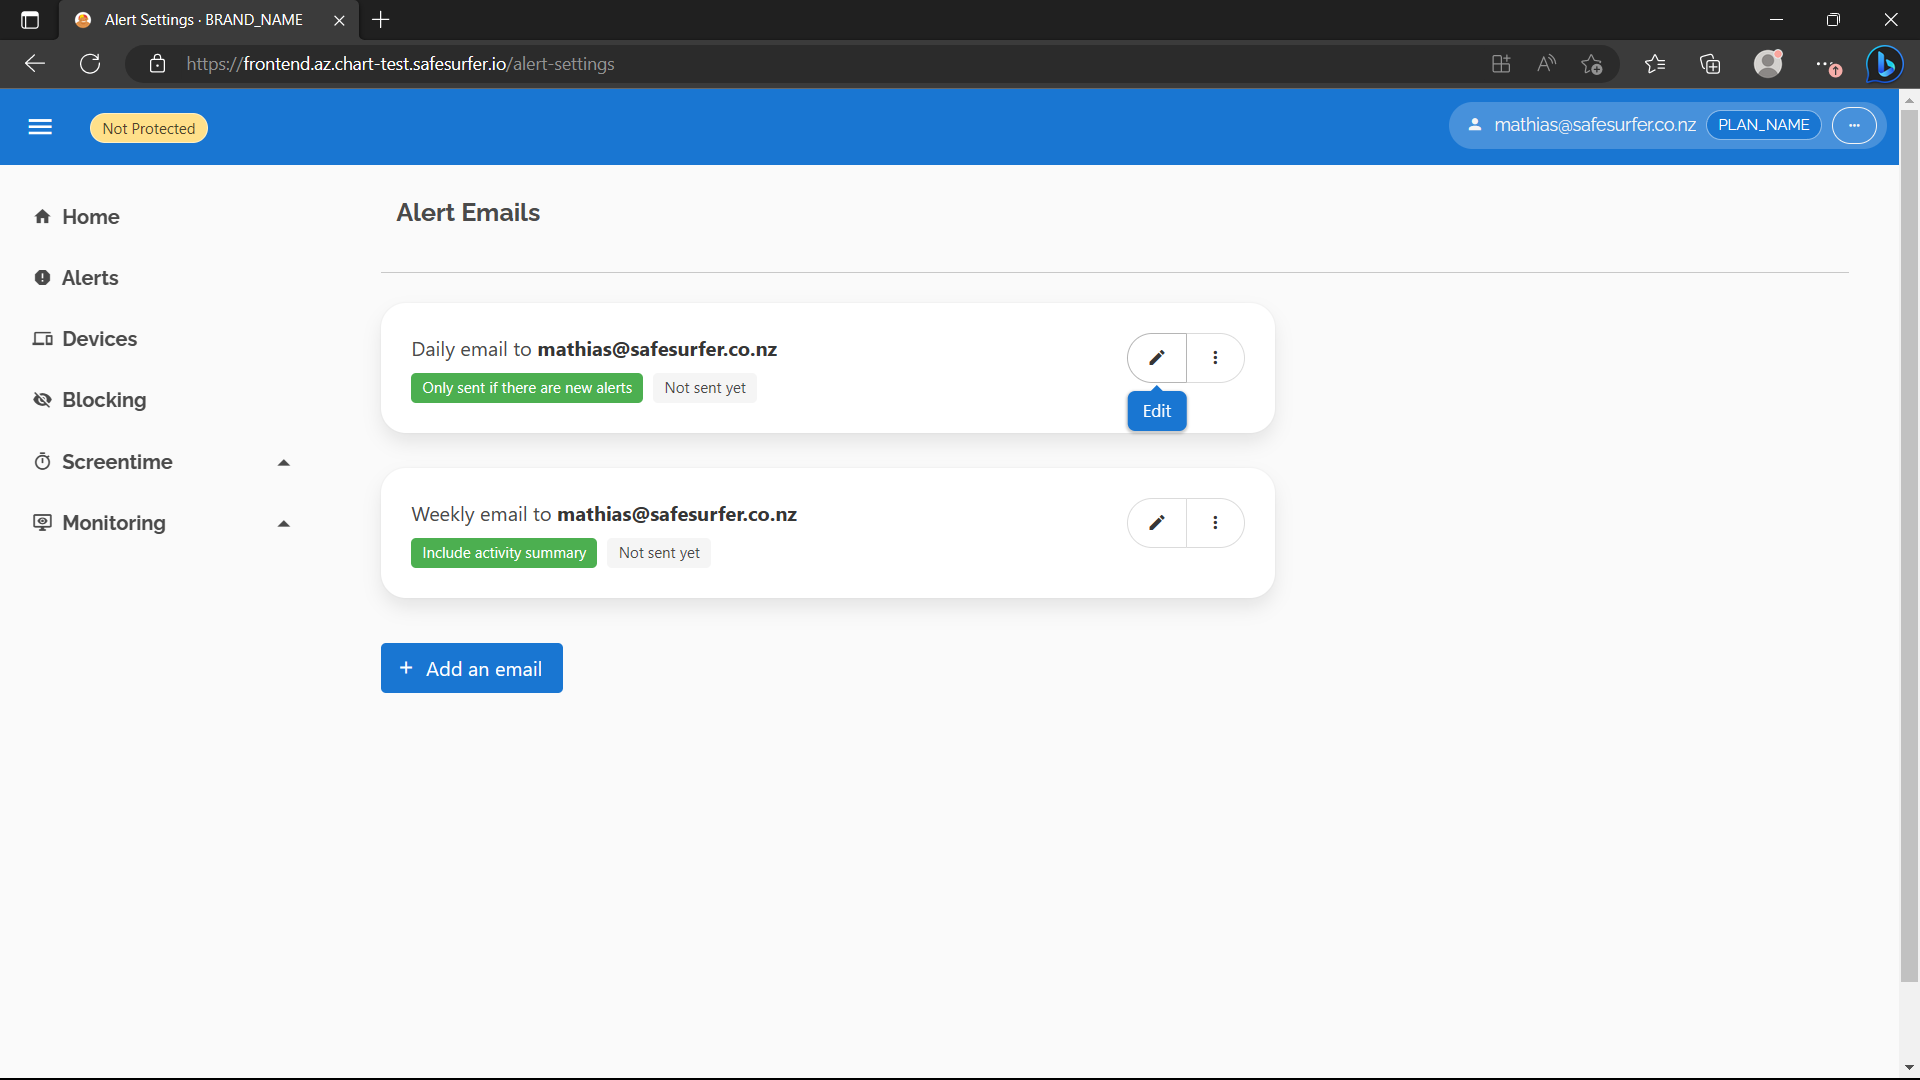 Alert Settings · BRAND_NAME
https://frontend.az.chart-test.safesurfer.io/alert-settings
Not Protected
mathias@safesurfer.co.nz
PLAN_NAME
Home
Alerts
Devices
Blocking
Screentime
Monitoring
Alert Emails
Daily email to mathias@safesurfer.co.nz
Only sent if there are new alerts
Not sent yet
Edit
Weekly email to mathias@safesurfer.co.nz
Include activity summary
Not sent yet
+ Add an email